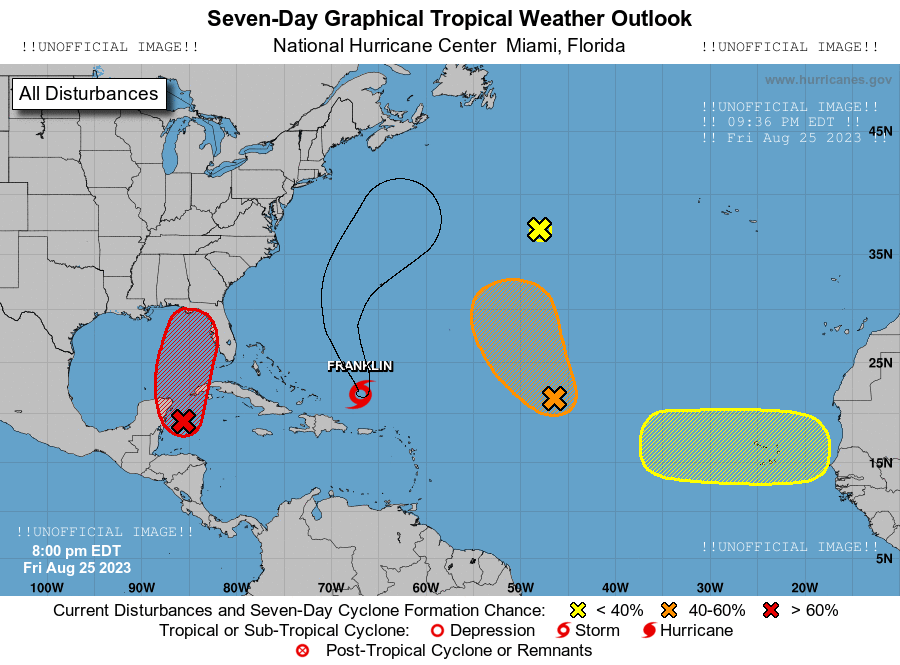 Seven-Day Graphical Tropical Weather Outlook
!!UNOFFICIAL IMAGE!! National Hurricane Center Miami, Florida !!UNOFFICIAL IMAGE!!
www.hurricanes.gov
All Disturbances
!!UNOFFICIAL IMAGE!!
!! 09:36 PM EDT !!
!! Fri Aug 25 2023 !!
45N
35N
FRANKLIN
25N
15N
!!UNOFFICIAL IMAGE!!
8:00 pm EDT
Fri Aug 25 2023
!!UNOFFICIAL IMAGE!!
5N
100W 90W 80W 70W 60W 50W 40W 30W 20W
Current Disturbances and Seven-Day Cyclone Formation Chance: < 40% 40-60% > 60%
Tropical or Sub-Tropical Cyclone: Depression Storm Hurricane
Post-Tropical Cyclone or Remnants